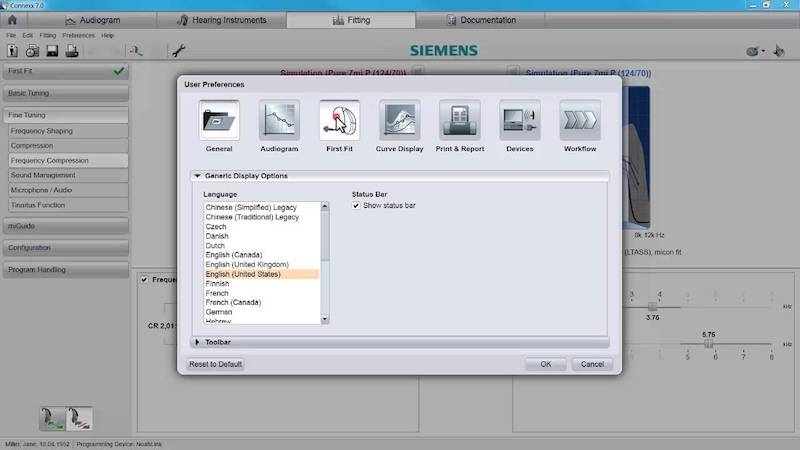 Connexx 7.0
Audiogram
Hearing Instruments
Fitting
Documentation
File Edit Fitting Preferences Help
SIEMENS
First Fit
Basic Tuning
Fine Tuning
Frequency Shaping
Compression
Frequency Compression
Sound Management
Microphone / Audio
Tinnitus Function
miGuide
Configuration
Program Handling
Simulation (Pure 7mi P (124/70))
Simulation (Pure 7mi P (124/70))
User Preferences
General
Audiogram
First Fit
Curve Display
Print & Report
Devices
Workflow
Generic Display Options
Language
Chinese (Simplified) Legacy
Chinese (Traditional) Legacy
Czech
Danish
Dutch
English (Canada)
English (United Kingdom)
English (United States)
Finnish
French
French (Canada)
German
Hebrew
Status Bar
Show status bar
Toolbar
Reset to Default
OK
Cancel
8k 12k Hz
(LTASS), micon fit
Frequen
CR 2,01:
3 4
kHz
3.75
5.75
5 6 7 8
kHz
Miller, Jane, 10.04.1952 Programming Device: NoahLink